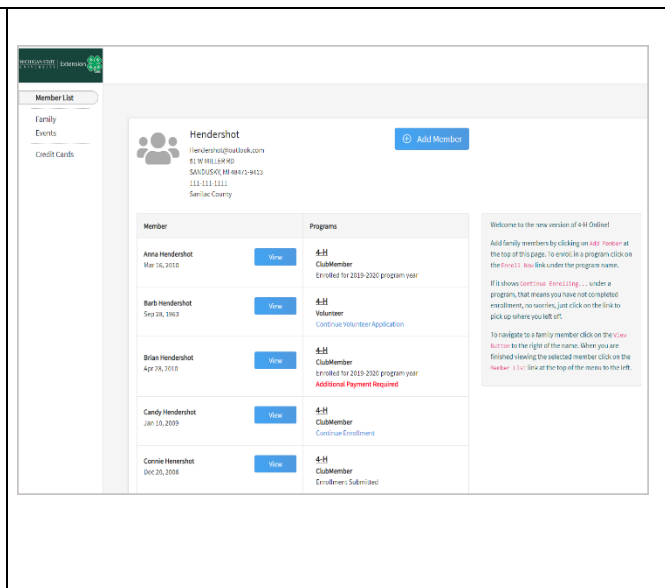 MICHIGAN STATE
UNIVERSITY
Extension
Member List
Family
Events
Credit Cards
Hendershot
Hendershot@outlook.com
61 W MILLER RD
SANDUSKY, MI 48471-9413
111-111-1111
Sanilac County
Add Member
Member
Programs
Anna Hendershot
Mar 16, 2010
View
4-H
ClubMember
Enrolled for 2019-2020 program year
Barb Hendershot
Sep 28, 1963
View
4-H
Volunteer
Continue Volunteer Application
Brian Hendershot
Apr 28, 2010
View
4-H
ClubMember
Enrolled for 2019-2020 program year
Additional Payment Required
Candy Hendershot
Jan 10, 2009
View
4-H
ClubMember
Continue Enrollment
Connie Henershot
Dec 20, 2008
View
4-H
ClubMember
Enrollment Submitted
Welcome to the new version of 4-H Online!
Add family members by clicking on Add Member at
the top of this page. To enroll in a program click on
the Enroll Now link under the program name.
If it shows Continue Enrolling... under a
program, that means you have not completed
enrollment, no worries, just click on the link to
pick up where you left off.
To navigate to a family member click on the View
Button to the right of the name. When you are
finished viewing the selected member click on the
Member List link at the top of the menu to the left.